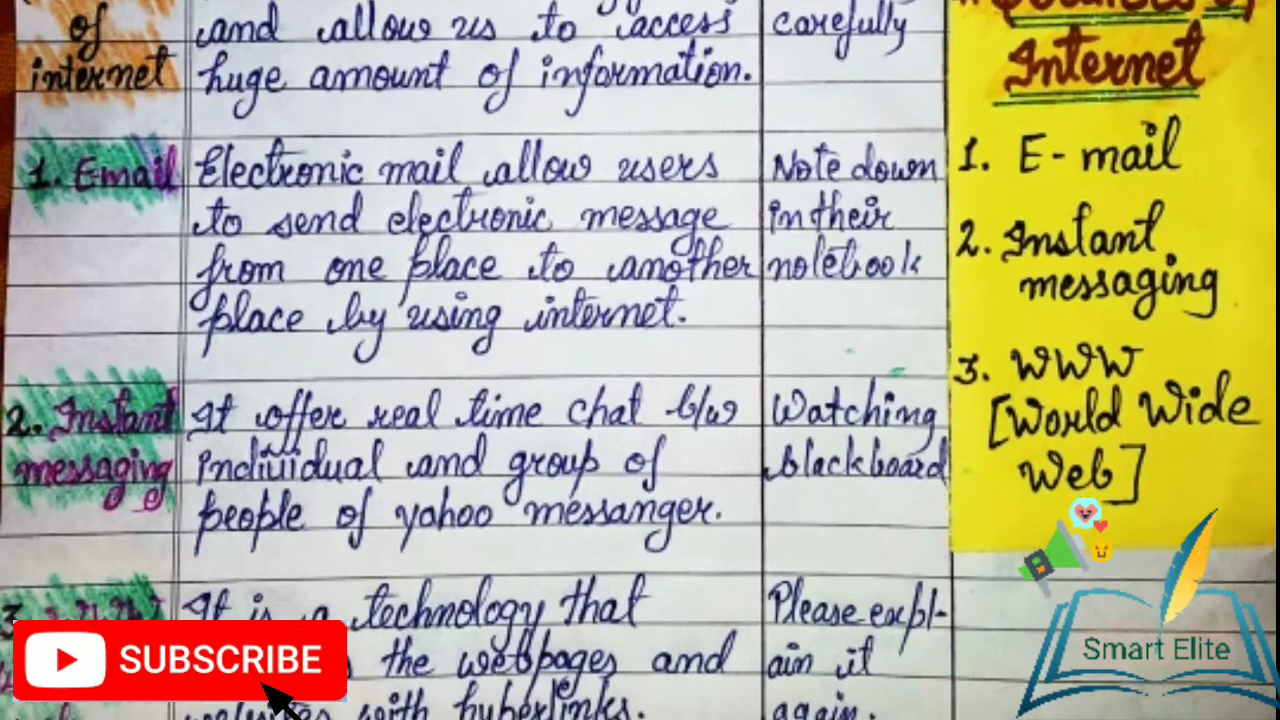 of
internet
and allow us to access
huge amount of information.
carefully
Internet
1. Email
Electronic mail allow users
to send electronic message
from one place to another
place by using internet.
Note down
in their
notebook
1. E-mail
2. Instant
messaging
3. WWW
[World Wide
Web]
2. Instant
messaging
It offer real time chat b/w
individual and group of
people of yahoo messanger.
Watching
blackboard
3.
It is a technology that
the webpages and
with hyberlinks.
Please expl-
ain it
again.
SUBSCRIBE
Smart Elite